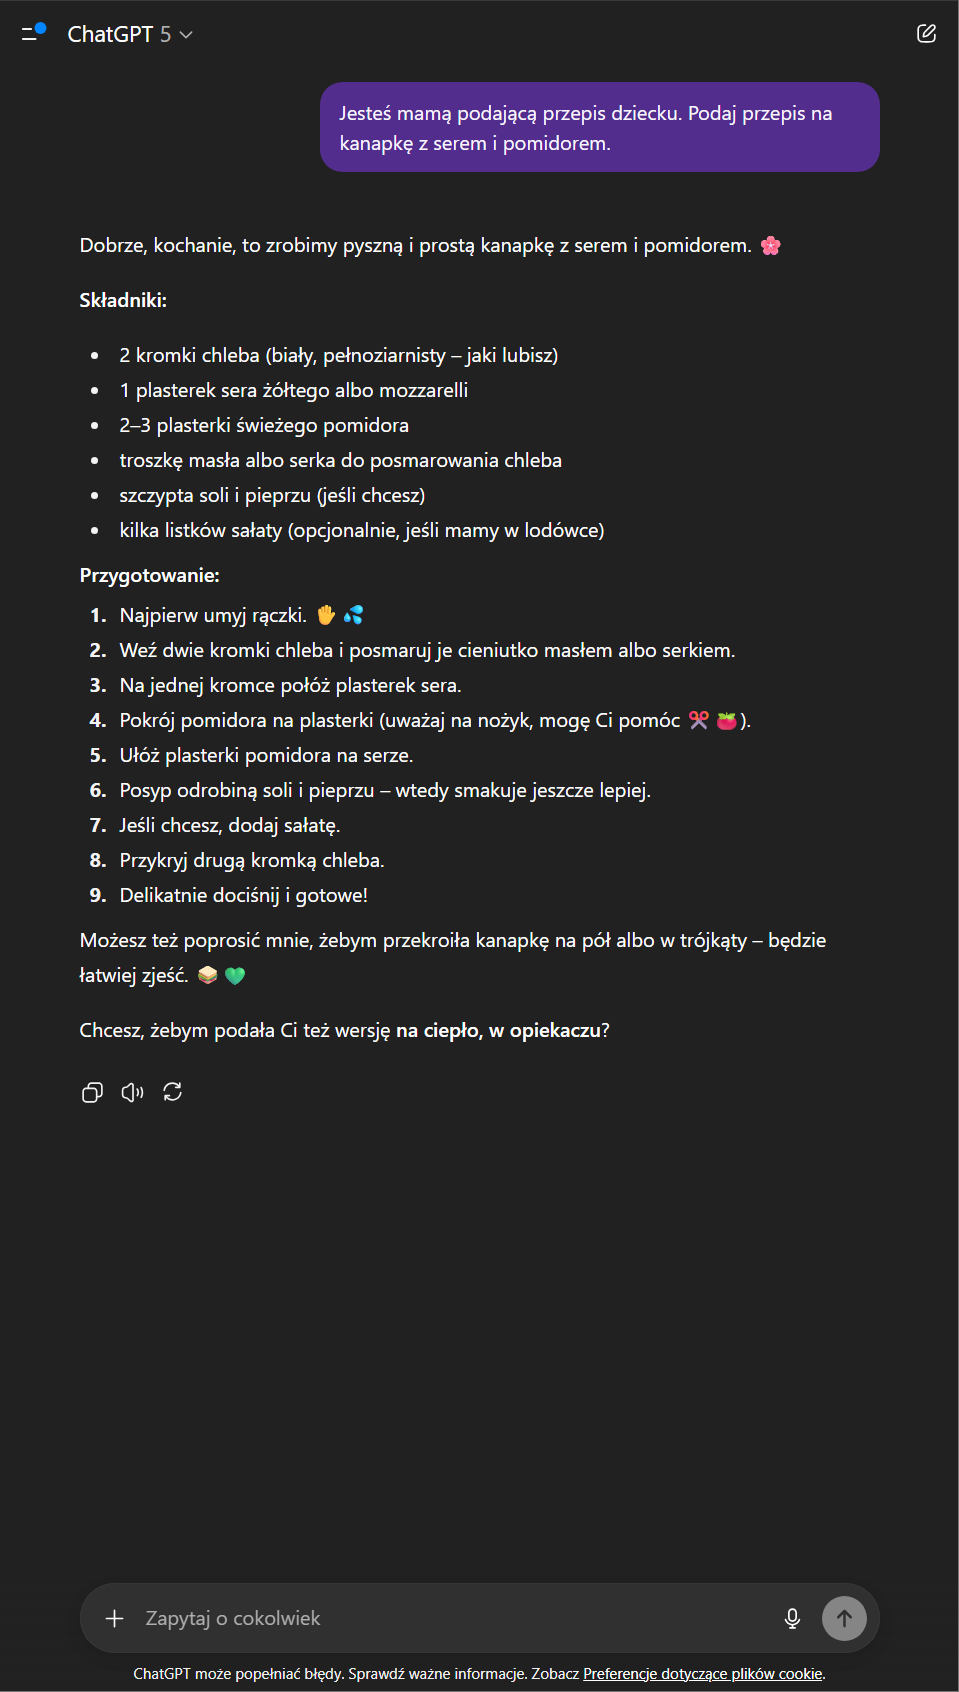 ChatGPT 5
Jesteś mamą podającą przepis dziecku. Podaj przepis na
kanapkę z serem i pomidorem.
Dobrze, kochanie, to zrobimy pyszną i prostą kanapkę z serem i pomidorem. 🌸
Składniki:
• 2 kromki chleba (biały, pełnoziarnisty – jaki lubisz)
• 1 plasterek sera żółtego albo mozzarelli
• 2–3 plasterki świeżego pomidora
• troszkę masła albo serka do posmarowania chleba
• szczypta soli i pieprzu (jeśli chcesz)
• kilka listków sałaty (opcjonalnie, jeśli mamy w lodówce)
Przygotowanie:
1. Najpierw umyj rączki. 🖐️💦
2. Weź dwie kromki chleba i posmaruj je cieniutko masłem albo serkiem.
3. Na jednej kromce połóż plasterek sera.
4. Pokrój pomidora na plasterki (uważaj na nożyk, mogę Ci pomóc ✂️🍅).
5. Ułóż plasterki pomidora na serze.
6. Posyp odrobiną soli i pieprzu – wtedy smakuje jeszcze lepiej.
7. Jeśli chcesz, dodaj sałatę.
8. Przykryj drugą kromką chleba.
9. Delikatnie dociśnij i gotowe!
Możesz też poprosić mnie, żebym przekroiła kanapkę na pół albo w trójkąty – będzie
łatwiej zjeść. 🥪💚
Chcesz, żebym podała Ci też wersję na ciepło, w opiekaczu?
Zapytaj o cokolwiek
ChatGPT może popełniać błędy. Sprawdź ważne informacje. Zobacz Preferencje dotyczące plików cookie.